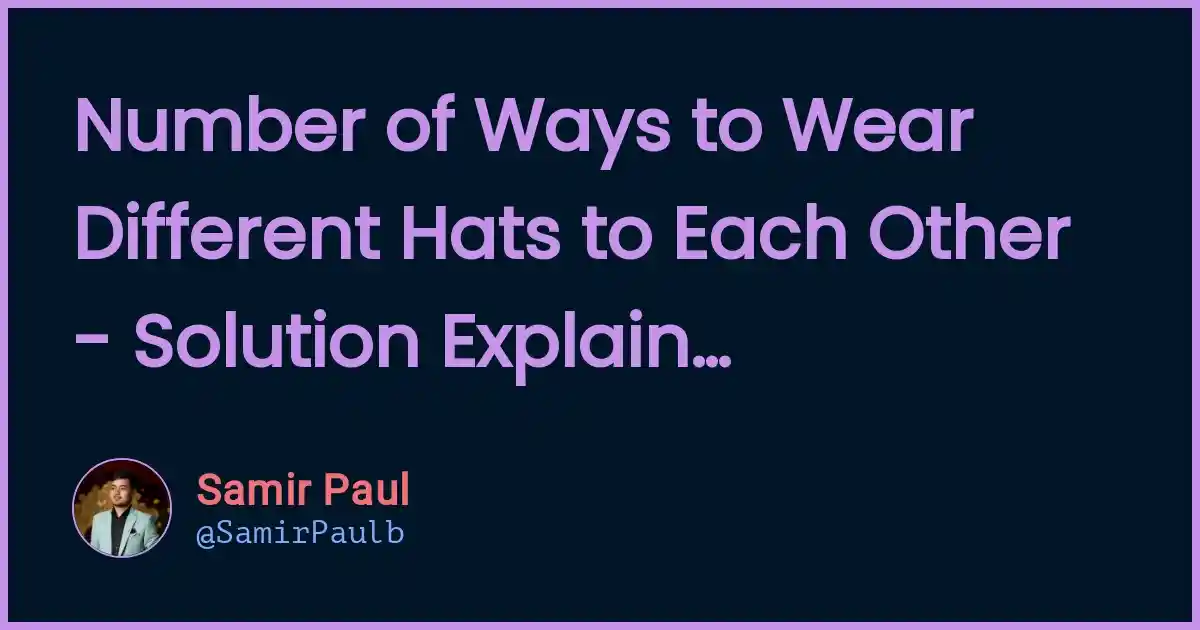 Number of Ways to Wear
Different Hats to Each Other
- Solution Explain...
Samir Paul
@SamirPaulb